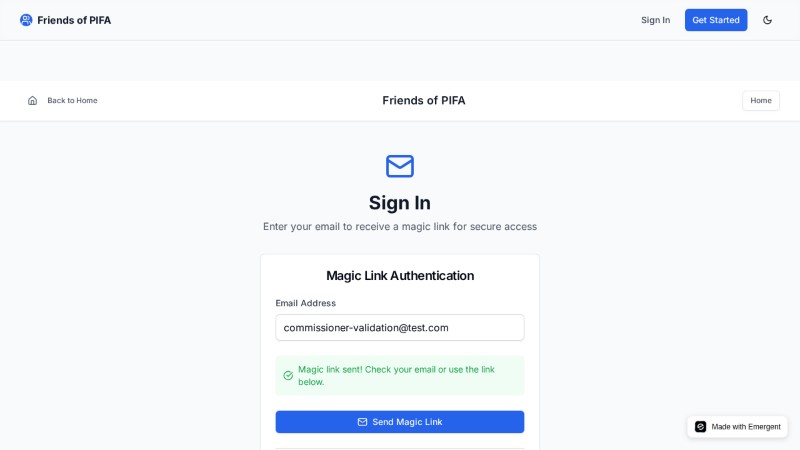 Friends of PIFA
Sign In
Get Started
Back to Home
Friends of PIFA
Home
Sign In
Enter your email to receive a magic link for secure access
Magic Link Authentication
Email Address
commissioner-validation@test.com
Magic link sent! Check your email or use the link
below.
Send Magic Link
Made with Emergent